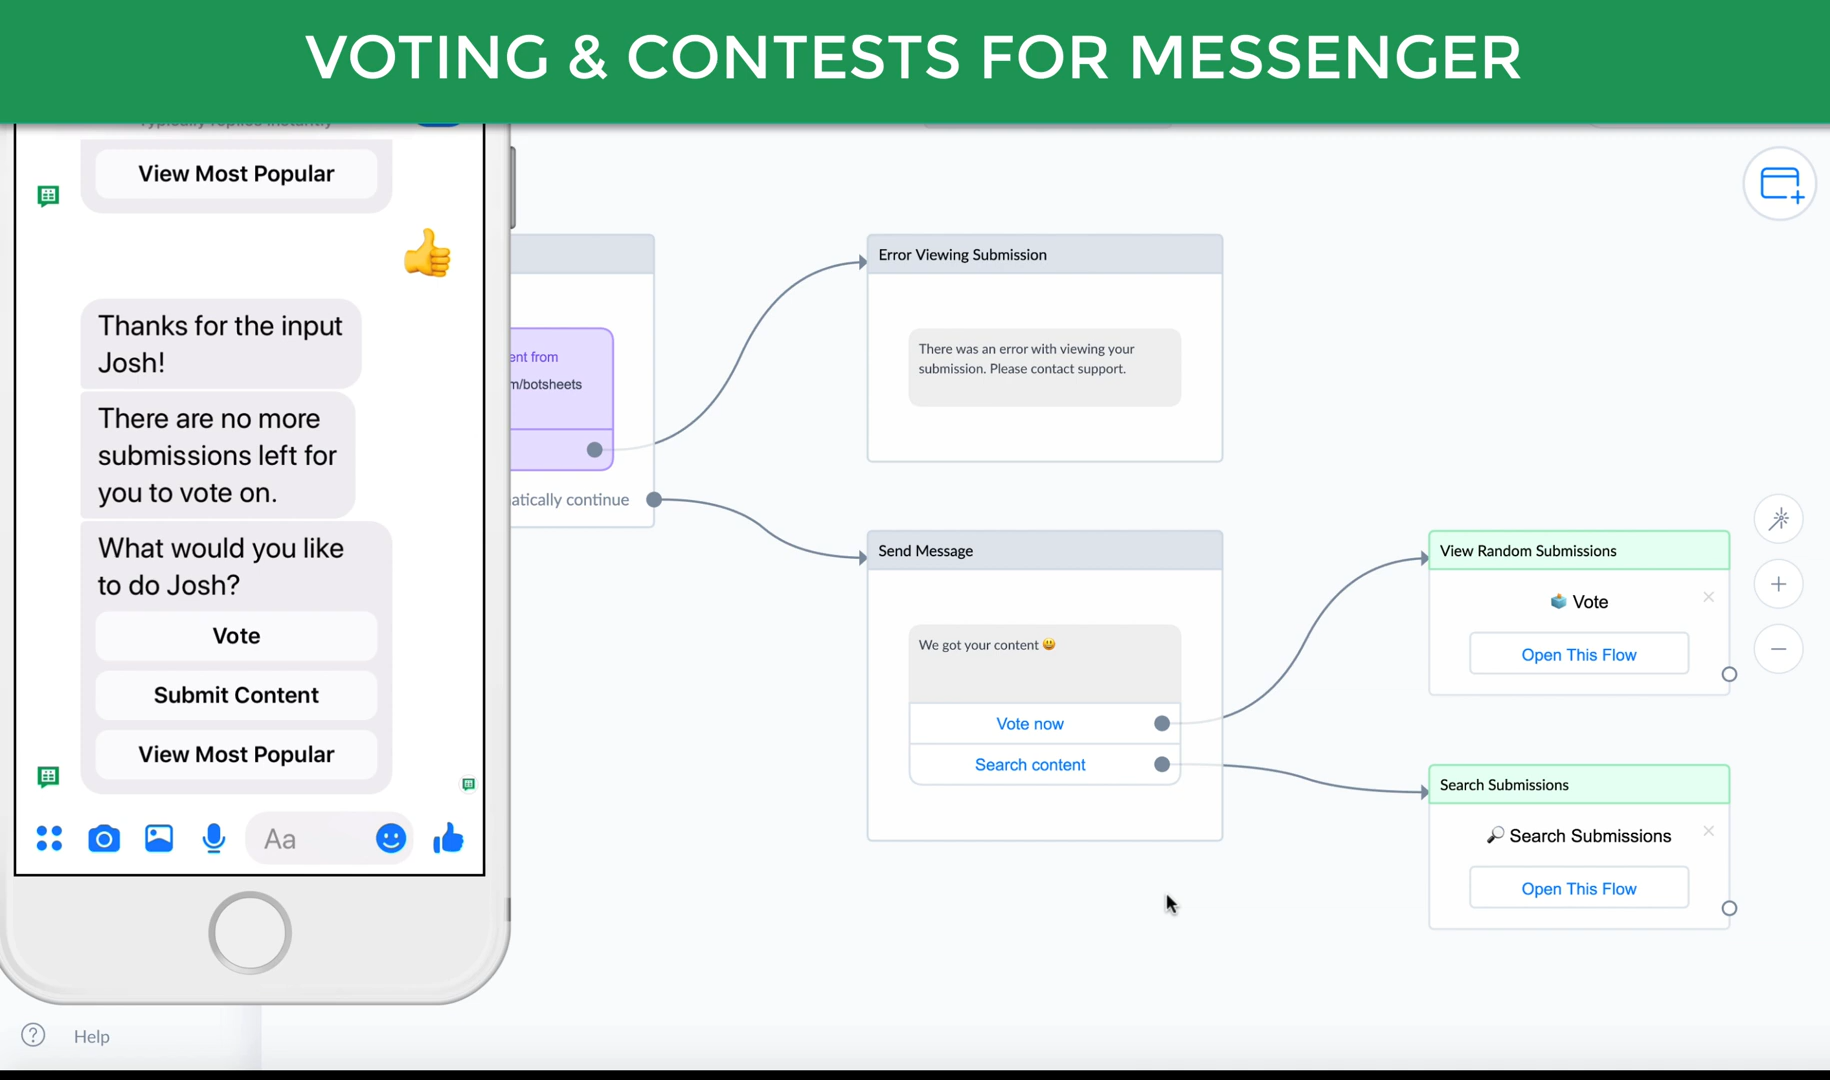 VOTING & CONTESTS FOR MESSENGER
Typically replies instantly
View Most Popular
Thanks for the input
Josh!
There are no more
submissions left for
you to vote on.
What would you like
to do Josh?
Vote
Submit Content
View Most Popular
Aa
Help
ent from
m/botsheets
atically continue
Error Viewing Submission
There was an error with viewing your
submission. Please contact support.
Send Message
We got your content
Vote now
Search content
View Random Submissions
Vote
Open This Flow
Search Submissions
Search Submissions
Open This Flow